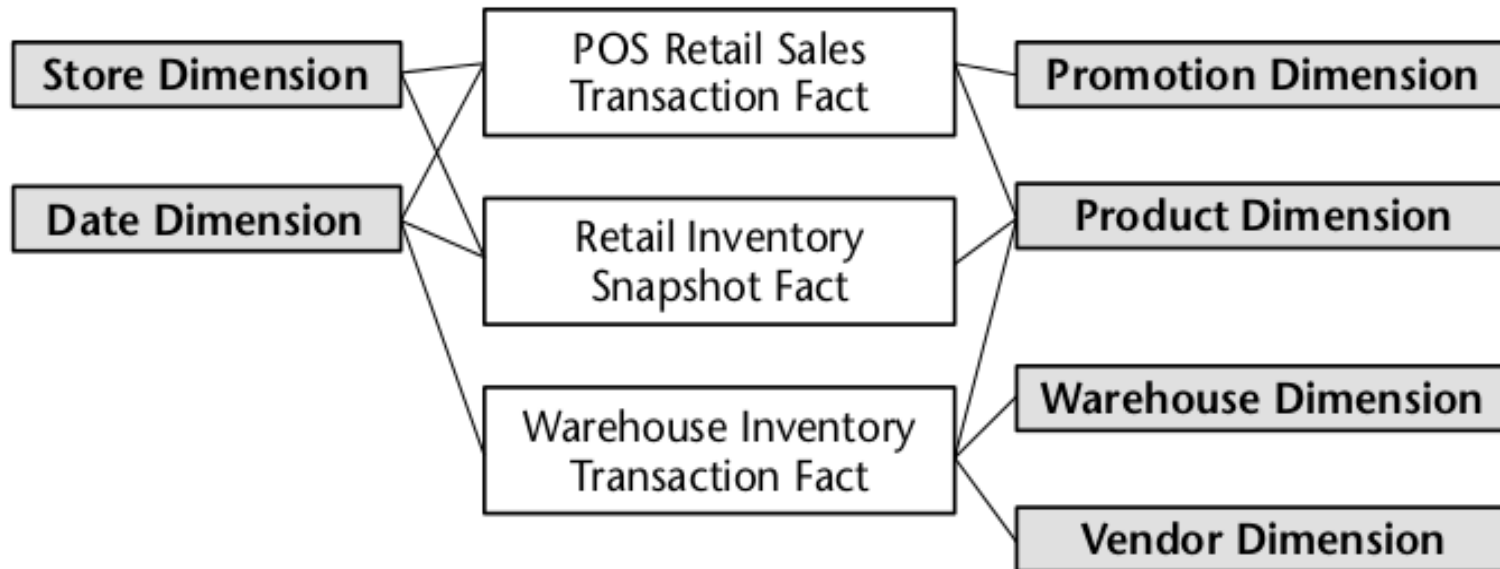 Store Dimension
Date Dimension
POS Retail Sales
Transaction Fact
Retail Inventory
Snapshot Fact
Warehouse Inventory
Transaction Fact
Promotion Dimension
Product Dimension
Warehouse Dimension
Vendor Dimension